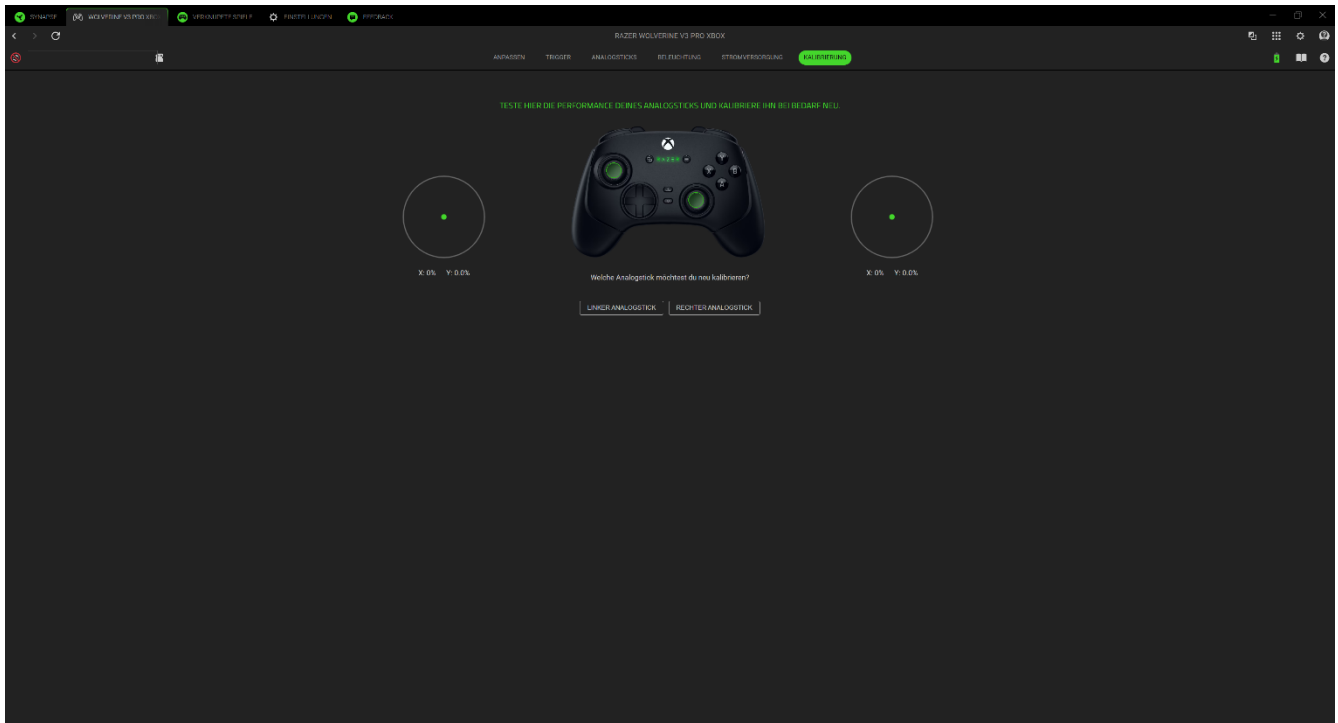 SYNAPSE WOLVERINE V3 PRO XBO VERKNÜPFTE SPIELE EINSTELLUNGEN FEEDBACK
RAZER WOLVERINE V3 PRO XBOX
ANPASSEN TRIGGER ANALOGSTICKS BELEUCHTUNG STROMVERSORGUNG KALIBRIERUNG
TESTE HIER DIE PERFORMANCE DEINES ANALOGSTICKS UND KALIBRIERE IHN BEI BEDARF NEU.
RAZER
Y
X B
A
X: 0% Y: 0.0% X: 0% Y: 0.0%
Welche Analogstick möchtest du neu kalibrieren?
LINKER ANALOGSTICK RECHTER ANALOGSTICK